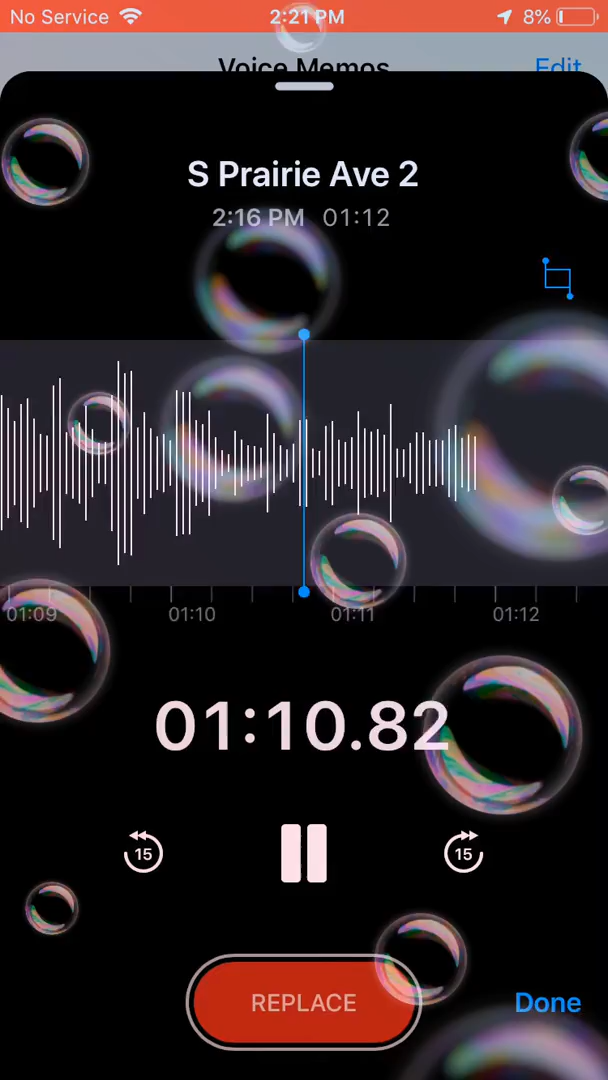 No Service 2:21 PM 8%
Voice Memos Edit
S Prairie Ave 2
2:16 PM 01:12
01:09 01:10 01:11 01:12
01:10.82
15 15
REPLACE Done